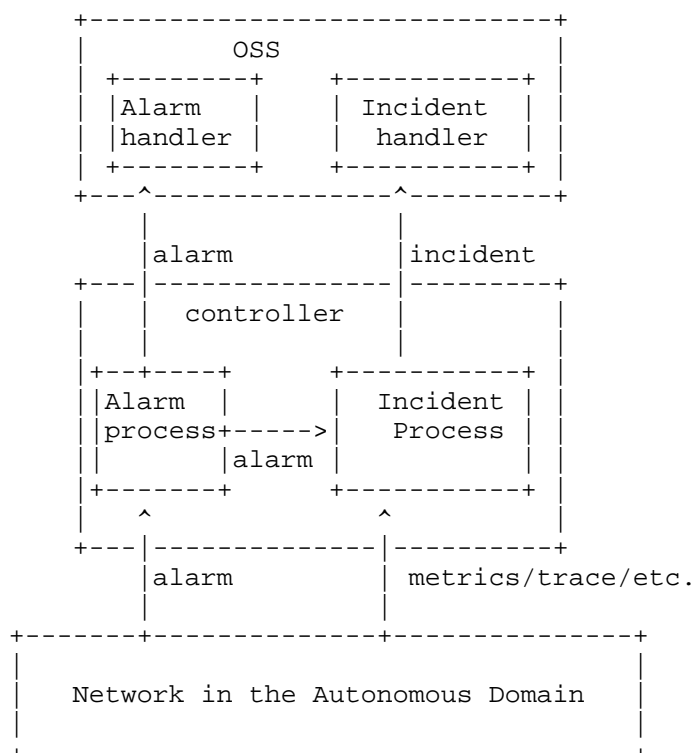 OSS
Alarm Incident
handler handler
alarm incident
controller
Alarm Incident
process Process
alarm
alarm metrics/trace/etc.
Network in the Autonomous Domain